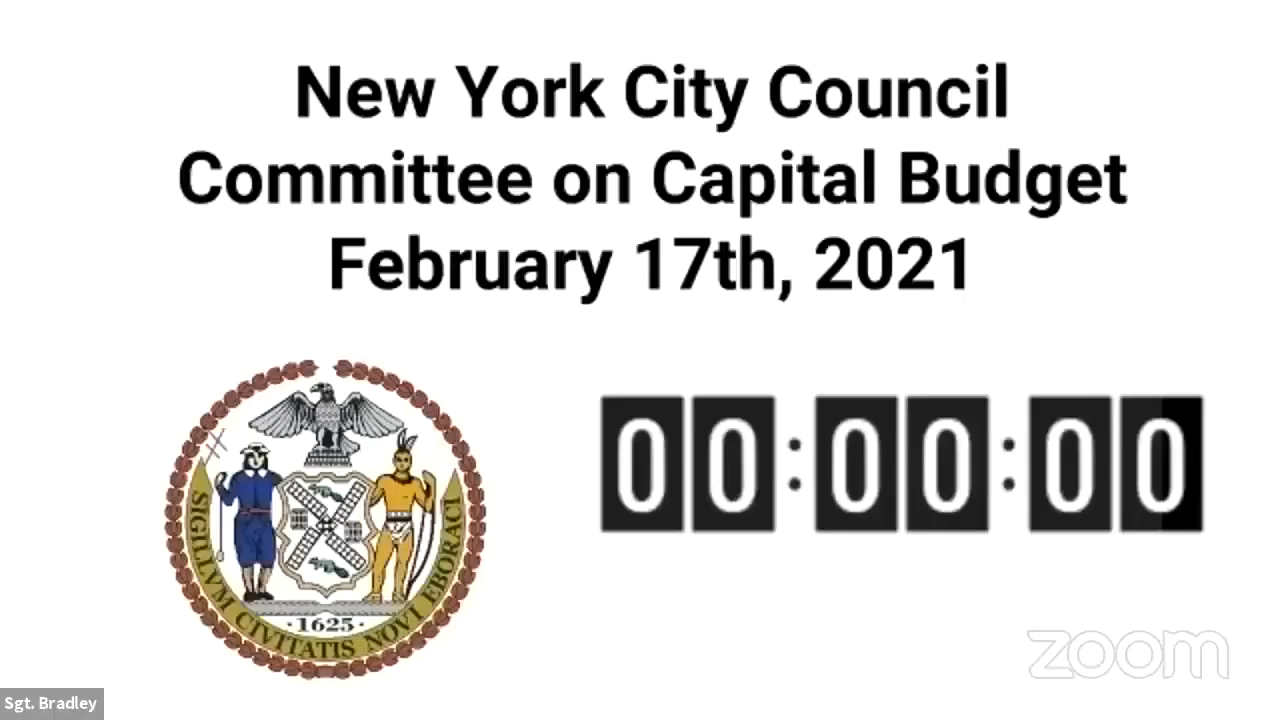 New York City Council
Committee on Capital Budget
February 17th, 2021
00:00:00
SIGILLVM CIVITATIS NOVI EBORACI
·1625·
zoom
Sgt. Bradley